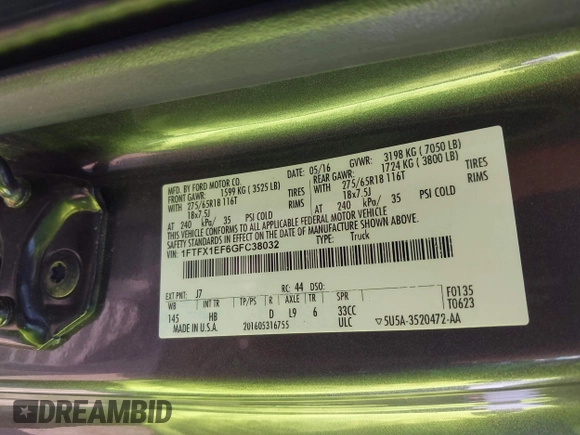 MFD. BY FORD MOTOR CO. DATE: 05/16 GVWR: 3198 KG ( 7050 LB)
FRONT GAWR: 1599 KG ( 3525 LB) REAR GAWR: 1724 KG ( 3800 LB)
WITH 275/65R18 116T TIRES WITH 275/65R18 116T TIRES
18x7.5J RIMS 18x7.5J RIMS
AT 240 kPa/ 35 PSI COLD AT 240 kPa/ 35 PSI COLD
THIS VEHICLE CONFORMS TO ALL APPLICABLE FEDERAL MOTOR VEHICLE
SAFETY STANDARDS IN EFFECT ON THE DATE OF MANUFACTURE SHOWN ABOVE.
VIN: 1FTFX1EF6GFC38032 TYPE: Truck
EXT PNT: J7 RC: 44 DSO: F0135
WB INT TR TP/PS R AXLE TR SPR T0623
145 HB D L9 6 33CC
MADE IN U.S.A. 201605316755 ULC ▽5U5A-3520472-AA
DREAMBID